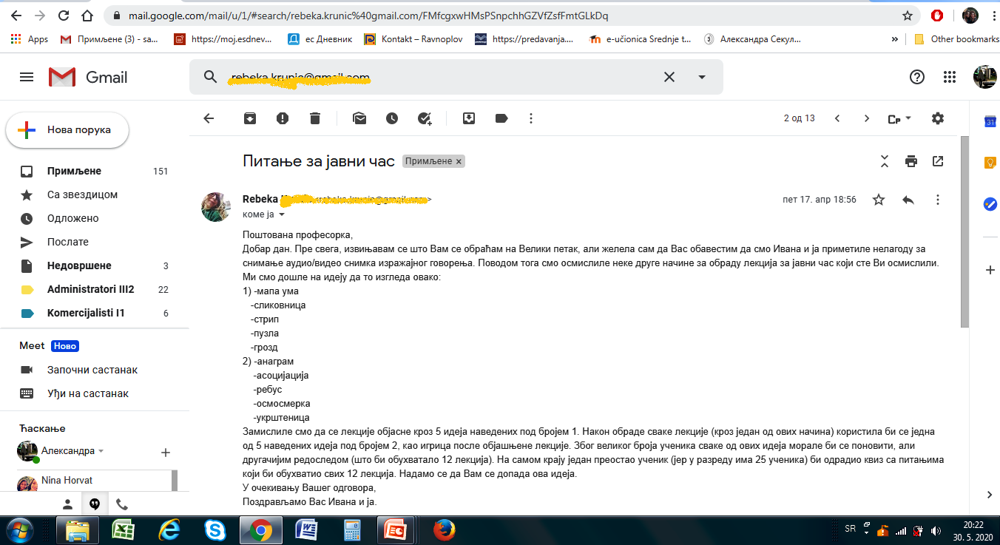 mail.google.com/mail/u/1/#search/rebeka.krunic%40gmail.com/FMfcgxwHMsPSnpchhGZVfZsfFmtGLkDq
Apps Примљене (3) - sa... https://moj.esdnev... ес Дневник Kontakt – Ravnoplov https://predavanja.... e-učionica Srednje t... Александра Секул... » Other bookmarks
Gmail
2 од 13 Ср
31
Нова порука
Примљене 151
Са звездицом
Одложено
Послате
Недовршене 3
Administratori III2 22
Komercijalisti I1 6
Meet Ново
Започни састанак
Уђи на састанак
Ћаскање
Александра
Nina Horvat
Питање за јавни час Примљене x
Rebeka пет 17. апр 18:56
коме ја
Поштована професорка,
Добар дан. Пре свега, извињавам се што Вам се обраћам на Велики петак, али желела сам да Вас обавестим да смо Ивана и ја приметиле нелагоду за
снимање аудио/видео снимка изражајног говорења. Поводом тога смо осмислиле неке друге начине за обраду лекција за јавни час који сте Ви осмислили.
Ми смо дошле на идеју да то изгледа овако:
1) -мапа ума
-сликовница
-стрип
-пузла
-грозд
2) -анаграм
-асоцијација
-ребус
-осмосмерка
-укрштеница
Замислиле смо да се лекције објасне кроз 5 идеја наведених под бројем 1. Након обраде сваке лекције (кроз један од ових начина) користила би се једна
од 5 наведених идеја под бројем 2, као игрица после објашњене лекције. Због великог броја ученика сваке од ових идеја морале би се поновити, али
другачијим редоследом (што би обухватало 12 лекција). На самом крају један преостао ученик (јер у разреду има 25 ученика) би одрадио квиз са питањима
који би обухватио свих 12 лекција. Надамо се да Вам се допада ова идеја.
У очекивању Вашег одговора,
Поздрављамо Вас Ивана и ја.
SR 20:22
30. 5. 2020